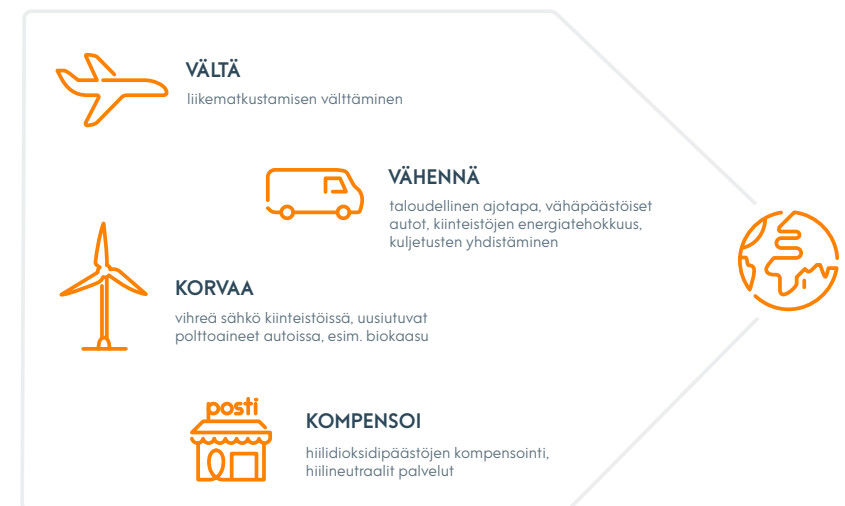 VÄLTÄ
liikematkustamisen välttäminen
VÄHENNÄ
taloudellinen ajotapa, vähäpäästöiset
autot, kiinteistöjen energiatehokkuus,
kuljetusten yhdistäminen
KORVAA
vihreä sähkö kiinteistöissä, uusiutuvat
polttoaineet autoissa, esim. biokaasu
posti
KOMPENSOI
hiilidioksidipäästöjen kompensointi,
hiilineutraalit palvelut